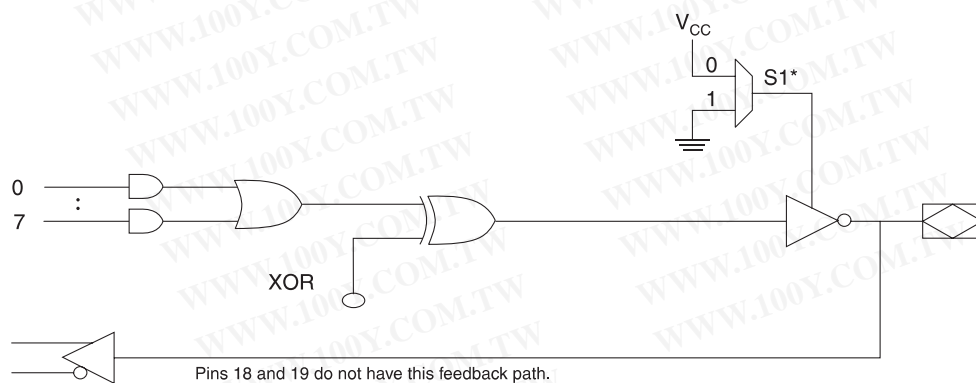 V_CC
0
S1*
1
0
:
7
XOR
Pins 18 and 19 do not have this feedback path.
WWW.100Y.COM.TW